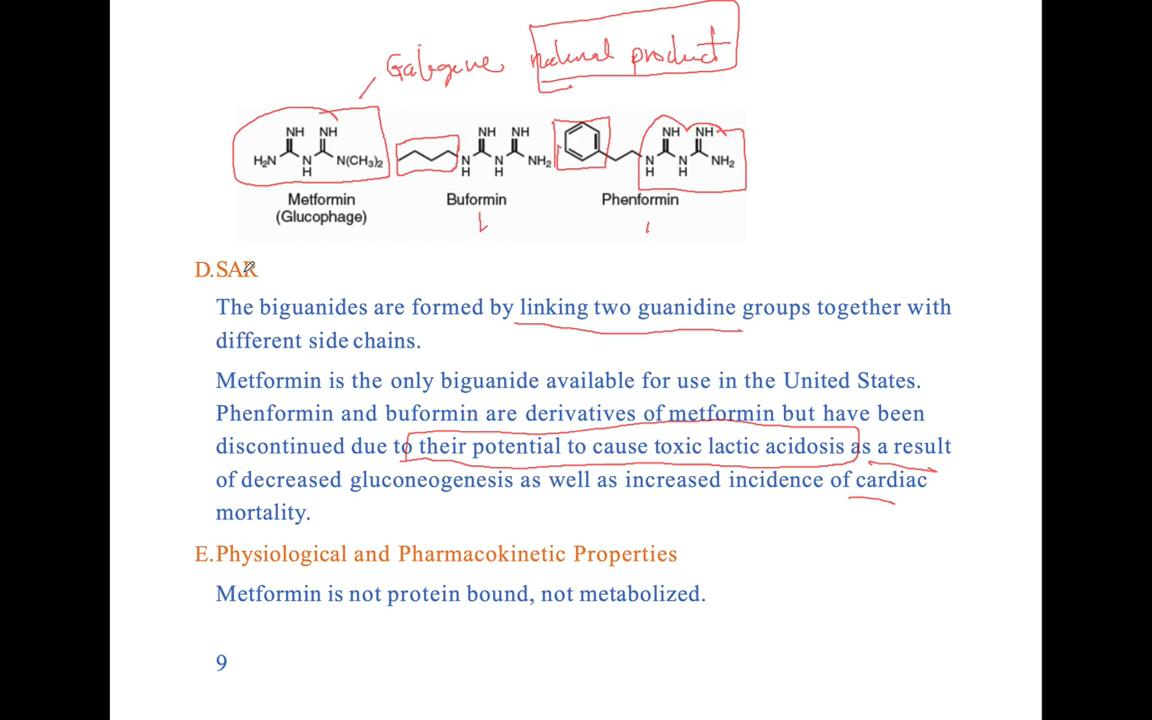 natural product
NH NH NH NH NH NH
H₂N N N(CH₃)₂ N N NH₂ N N NH₂
H H H H H
Metformin Buformin Phenformin
(Glucophage)
D.SAR
The biguanides are formed by linking two guanidine groups together with
different side chains.
Metformin is the only biguanide available for use in the United States.
Phenformin and buformin are derivatives of metformin but have been
discontinued due to their potential to cause toxic lactic acidosis as a result
of decreased gluconeogenesis as well as increased incidence of cardiac
mortality.
E.Physiological and Pharmacokinetic Properties
Metformin is not protein bound, not metabolized.
9